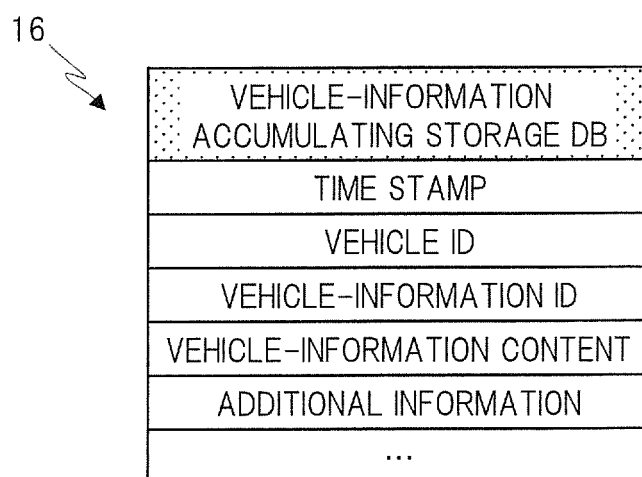 16
VEHICLE-INFORMATION
ACCUMULATING STORAGE DB
TIME STAMP
VEHICLE ID
VEHICLE-INFORMATION ID
VEHICLE-INFORMATION CONTENT
ADDITIONAL INFORMATION
...